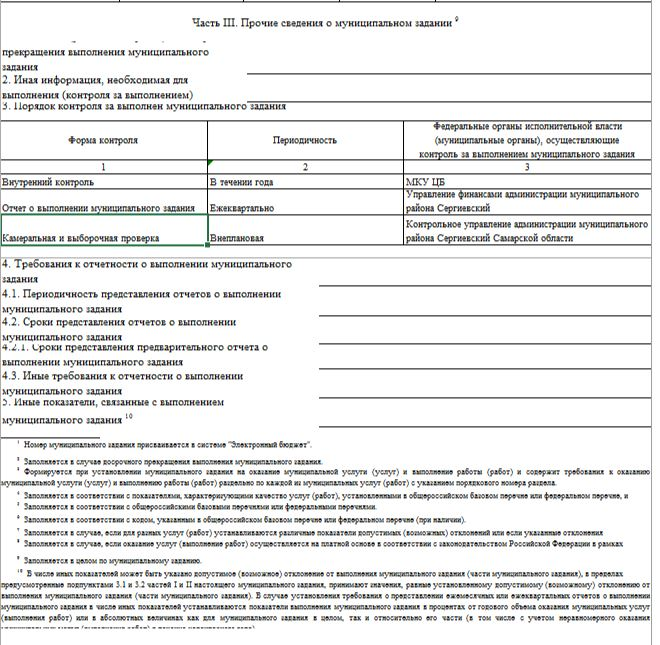 Часть III. Прочие сведения о муниципальном задании ⁹
прекращения выполнения муниципального
задания
2. Иная информация, необходимая для
выполнения (контроля за выполнением)
3. Порядок контроля за выполнен муниципального задания
Форма контроля
Периодичность
Федеральные органы исполнительной власти
(муниципальные органы), осуществляющие
контроль за выполнением муниципального задания
1
2
3
Внутренний контроль
В течении года
МКУ ЦБ
Отчет о выполнении муниципального задания
Ежеквартально
Управление финансами администрации муниципального
района Сергиевский
Камеральная и выборочная проверка
Внеплановая
Контрольное управление администрации муниципального
района Сергиевский Самарской области
4. Требования к отчетности о выполнении муниципального
задания
4.1. Периодичность представления отчетов о выполнении
муниципального задания
4.2. Сроки представления отчетов о выполнении
муниципального задания
4.2.1. Сроки представления предварительного отчета о
выполнении муниципального задания
4.3. Иные требования к отчетности о выполнении
муниципального задания
5. Иные показатели, связанные с выполнением
муниципального задания ¹⁰
¹ Номер муниципального задания присваивается в системе "Электронный бюджет".
² Заполняется в случае досрочного прекращения выполнения муниципального задания.
³ Формируется при установлении муниципального задания на оказание муниципальной услуги (услуг) и выполнение работы (работ) и содержит требования к оказанию
муниципальной услуги (услуг) и выполнению работы (работ) раздельно по каждой из муниципальных услуг (работ) с указанием порядкового номера раздела.
⁴ Заполняется в соответствии с показателями, характеризующими качество услуг (работ), установленными в общероссийском базовом перечне или федеральном перечне, и
⁵ Заполняется в соответствии с общероссийскими базовыми перечнями или федеральными перечнями.
⁶ Заполняется в соответствии с кодом, указанным в общероссийском базовом перечне или федеральном перечне (при наличии).
⁷ Заполняется в случае, если для разных услуг (работ) устанавливаются различные показатели допустимых (возможных) отклонений или если указанные отклонения
⁸ Заполняется в случае, если оказание услуг (выполнение работ) осуществляется на платной основе в соответствии с законодательством Российской Федерации в рамках
⁹ Заполняется в целом по муниципальному заданию.
¹⁰ В числе иных показателей может быть указано допустимое (возможное) отклонение от выполнения муниципального задания (части муниципального задания), в пределах
предусмотренные подпунктами 3.1 и 3.2 частей I и II настоящего муниципального задания, принимают значения, равные установленному допустимому (возможному) отклонению от
выполнения муниципального задания (части муниципального задания). В случае установления требования о представлении ежемесячных или ежеквартальных отчетов о выполнении
муниципального задания в числе иных показателей устанавливаются показатели выполнения муниципального задания в процентах от годового объема оказания муниципальных услуг
(выполнения работ) или в абсолютных величинах как для муниципального задания в целом, так и относительно его части (в том числе с учетом неравномерного оказания